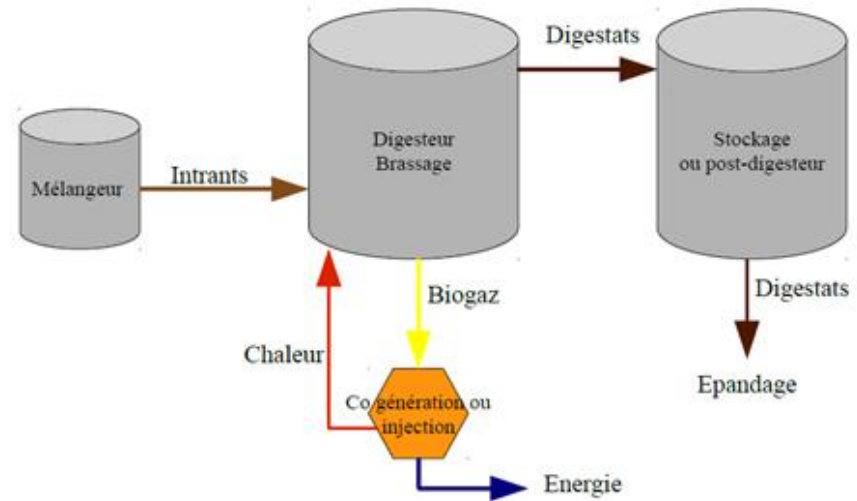 Digestats
Mélangeur
Intrants
Digesteur
Brassage
Stockage
ou post-digesteur
Biogaz
Digestats
Chaleur
Epandage
Co génération ou
injection
Energie